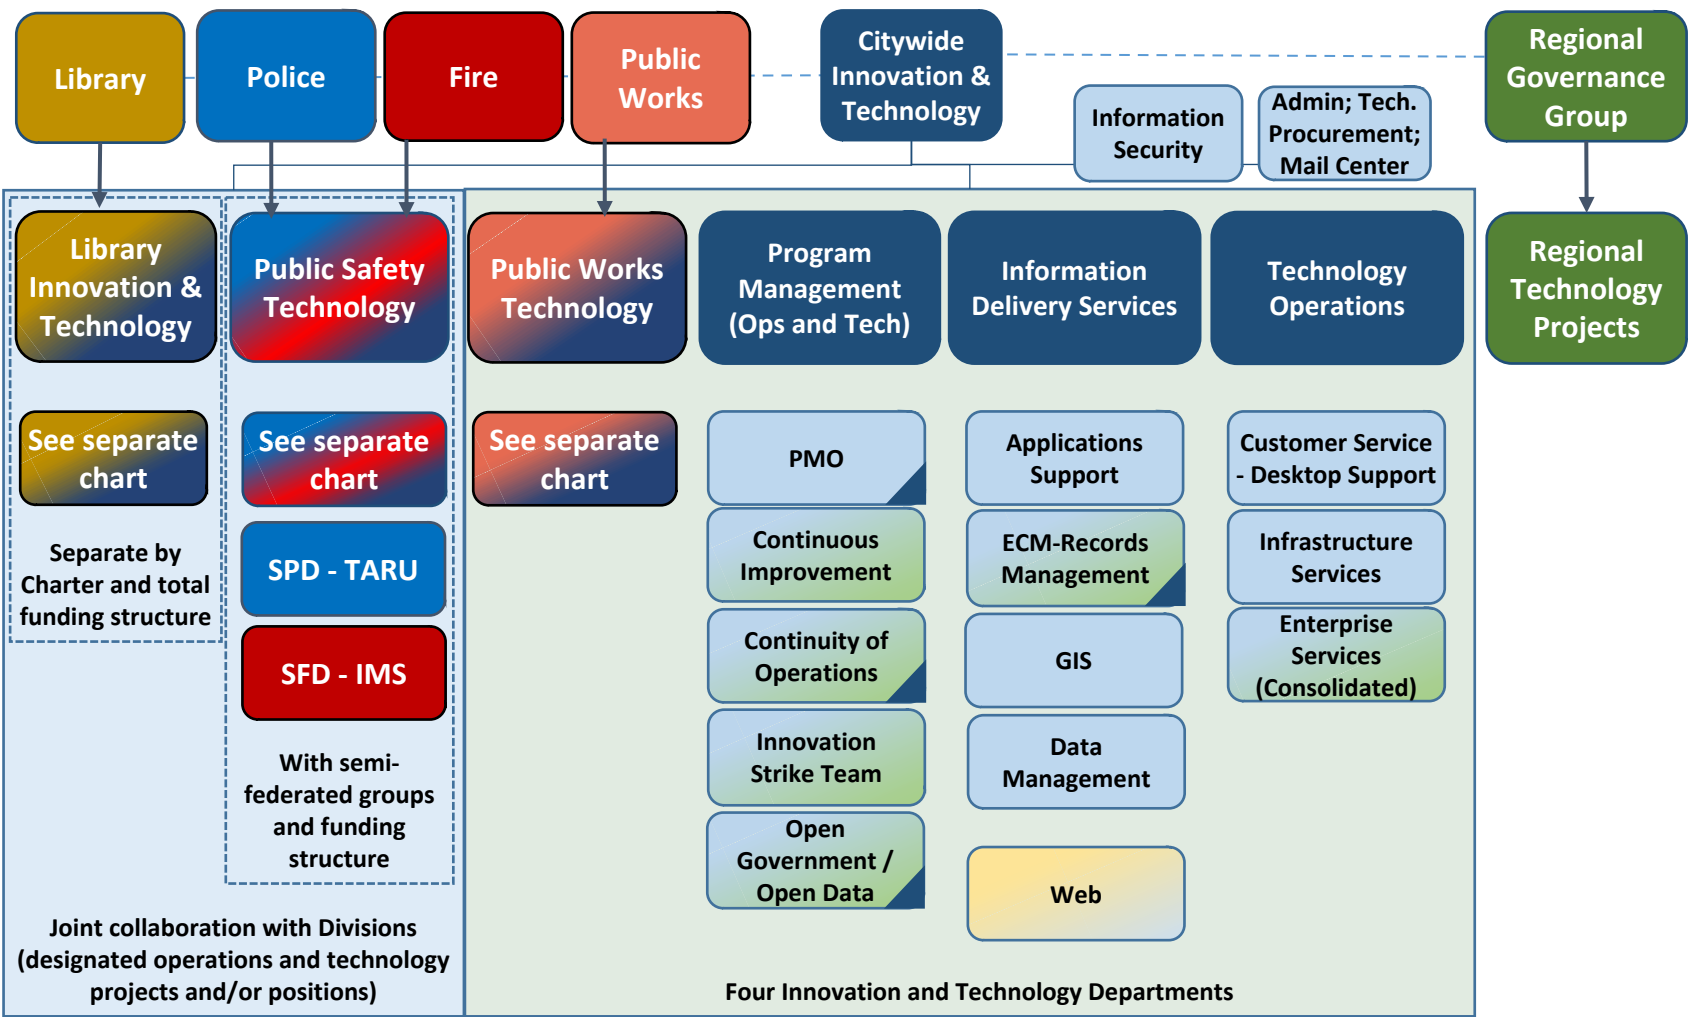 Library
Police
Fire
Public
Works
Citywide
Innovation &
Technology
Information
Security
Admin; Tech.
Procurement;
Mail Center
Regional
Governance
Group
Library
Innovation &
Technology
Public Safety
Technology
Public Works
Technology
Program
Management
(Ops and Tech)
Information
Delivery Services
Technology
Operations
Regional
Technology
Projects
See separate
chart
See separate
chart
See separate
chart
PMO
Applications
Support
Customer Service
- Desktop Support
Separate by
Charter and total
funding structure
SPD - TARU
Continuous
Improvement
ECM-Records
Management
Infrastructure
Services
SFD - IMS
Continuity of
Operations
GIS
Enterprise
Services
(Consolidated)
With semi-
federated groups
and funding
structure
Innovation
Strike Team
Data
Management
Open
Government /
Open Data
Web
Joint collaboration with Divisions
(designated operations and technology
projects and/or positions)
Four Innovation and Technology Departments